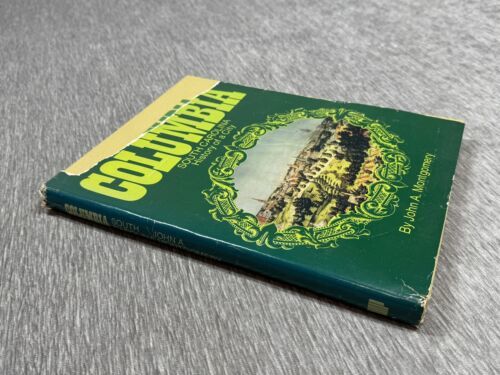 COLUMBIA
SOUTH CAROLINA
History of a City
By John A. Montgomery
COLUMBIA SOUTH
JOHN A.